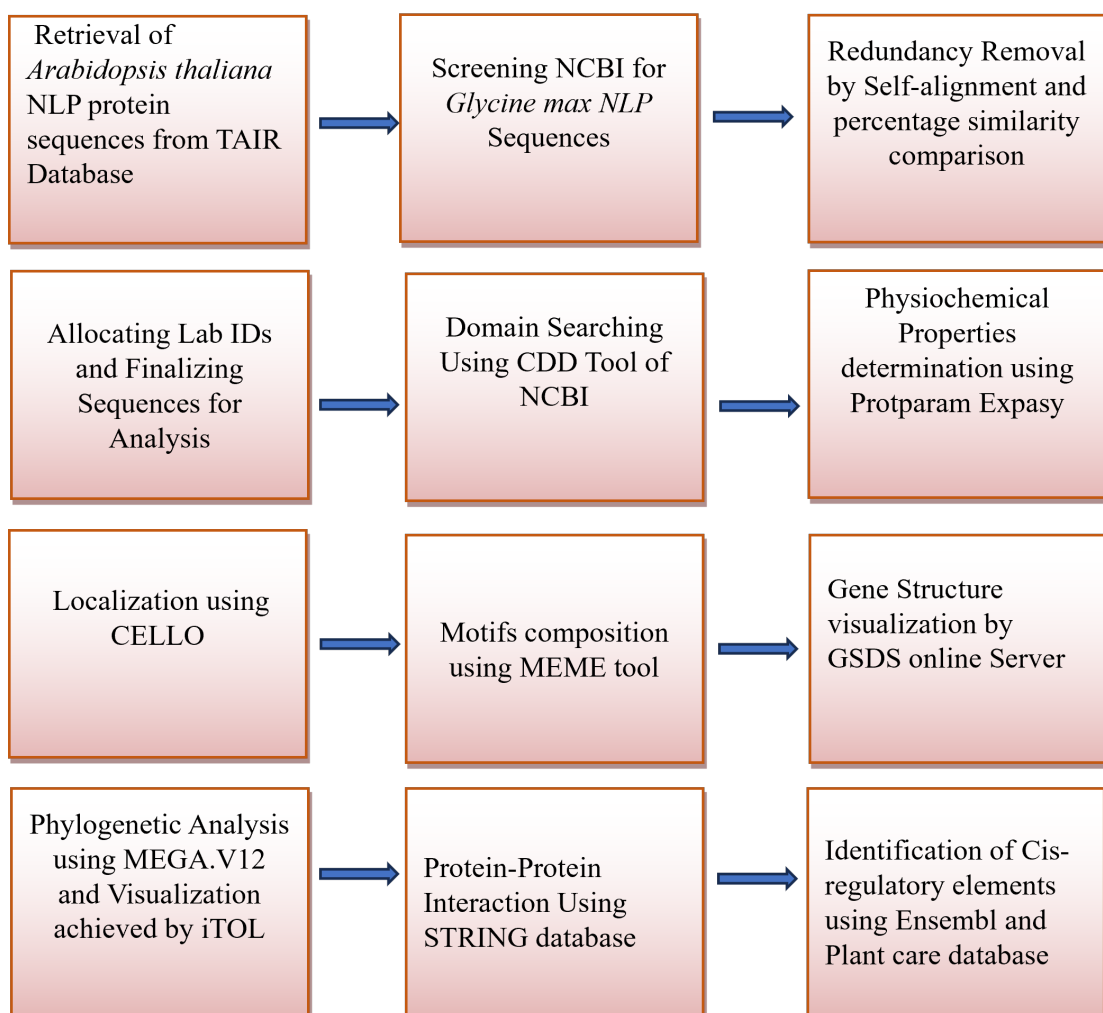 Retrieval of
Arabidopsis thaliana
NLP protein
sequences from TAIR
Database
Screening NCBI for
Glycine max NLP
Sequences
Redundancy Removal
by Self-alignment and
percentage similarity
comparison
Allocating Lab IDs
and Finalizing
Sequences for
Analysis
Domain Searching
Using CDD Tool of
NCBI
Physiochemical
Properties
determination using
Protparam Expasy
Localization using
CELLO
Motifs composition
using MEME tool
Gene Structure
visualization by
GSDS online Server
Phylogenetic Analysis
using MEGA.V12
and Visualization
achieved by iTOL
Protein-Protein
Interaction Using
STRING database
Identification of Cis-
regulatory elements
using Ensembl and
Plant care database